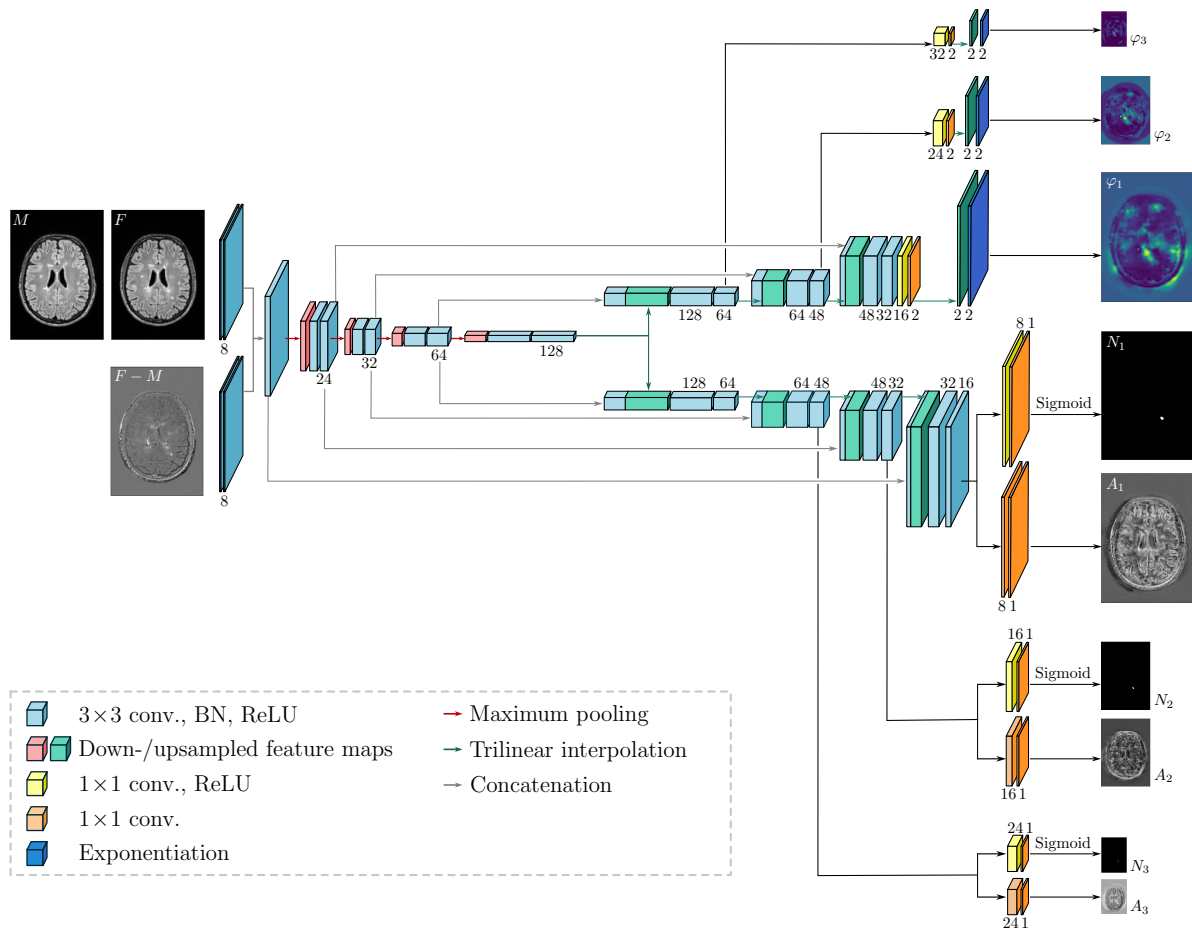 φ₃
32 2 2 2
φ₂
24 2 2 2
φ₁
M F
128 64
64 48
48 32 16 2
2 2
8
24
32
64
128
F − M
8
128 64
64 48
48 32
32 16
8 1
Sigmoid
N₁
A₁
8 1
16 1
Sigmoid
N₂
A₂
16 1
24 1
Sigmoid
N₃
A₃
24 1
3×3 conv., BN, ReLU
Down-/upsampled feature maps
1×1 conv., ReLU
1×1 conv.
Exponentiation
Maximum pooling
Trilinear interpolation
Concatenation